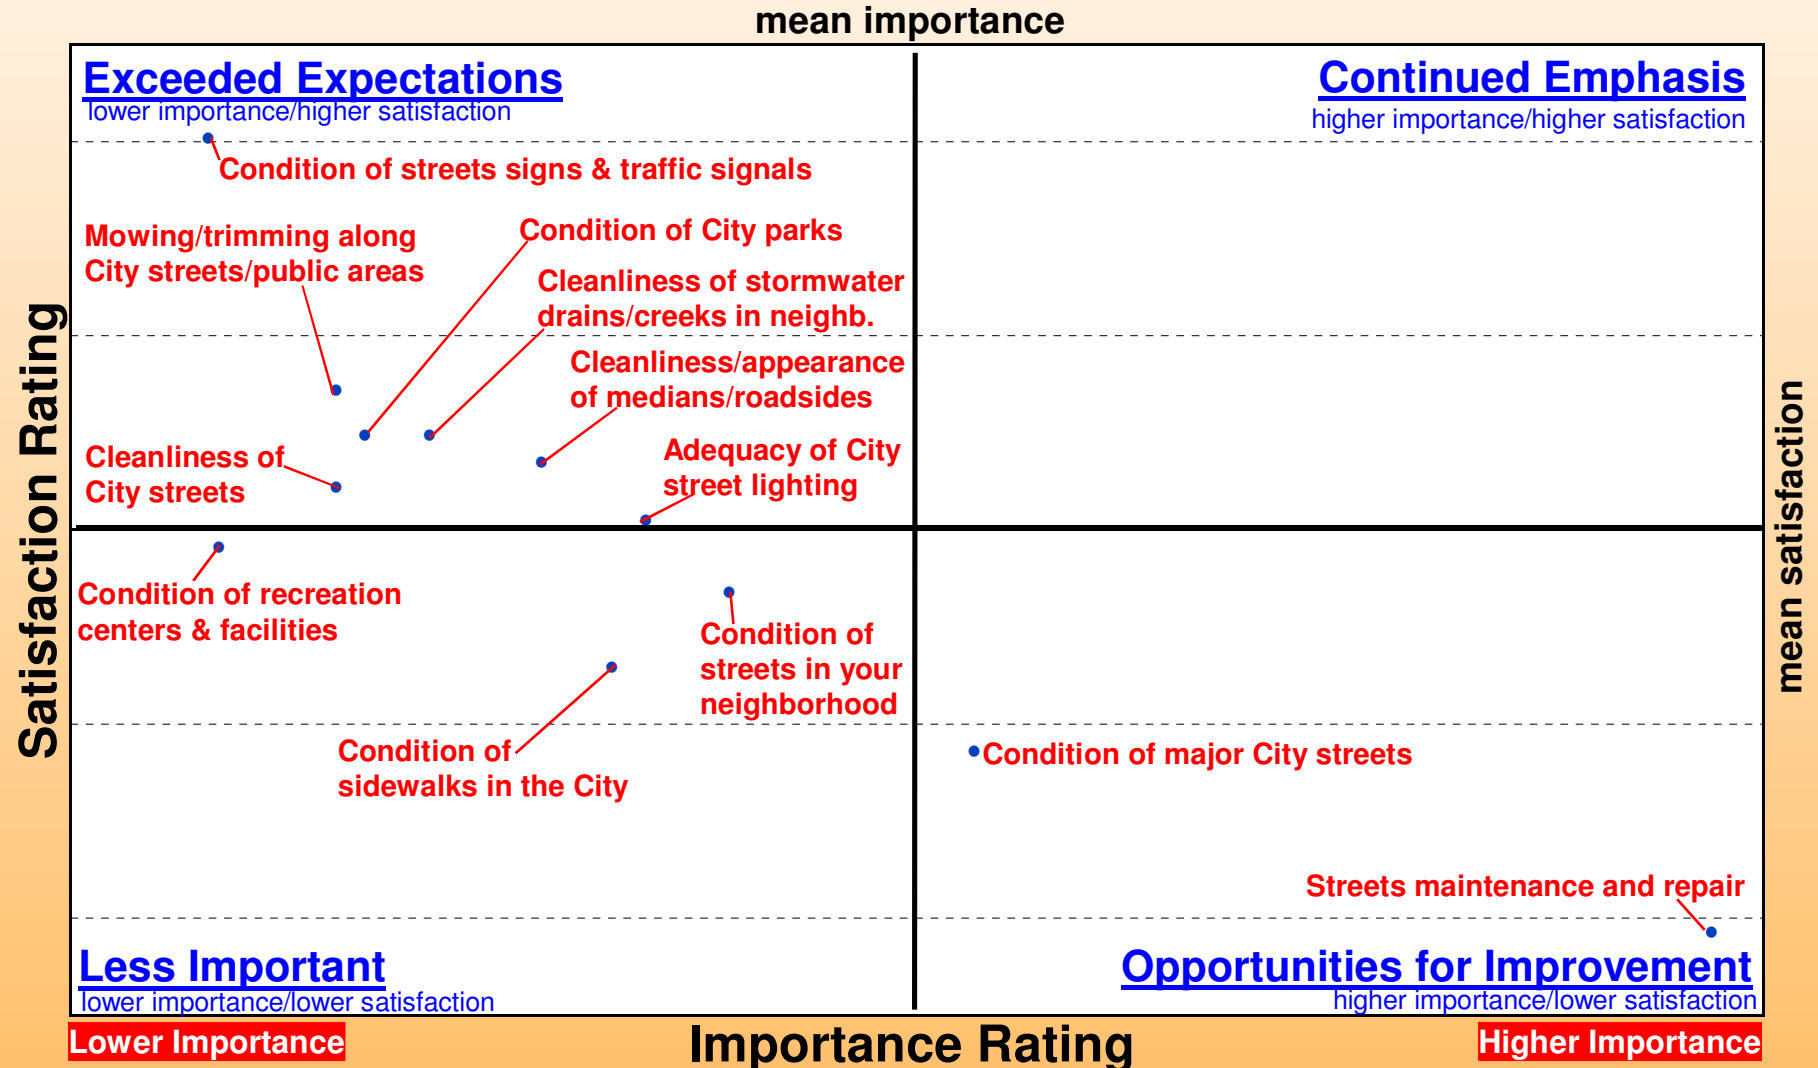 mean importance
Exceeded Expectations
lower importance/higher satisfaction
Continued Emphasis
higher importance/higher satisfaction
Condition of streets signs & traffic signals
Mowing/trimming along
City streets/public areas
Condition of City parks
Cleanliness of stormwater
drains/creeks in neighb.
Cleanliness/appearance
of medians/roadsides
Cleanliness of
City streets
Adequacy of City
street lighting
Satisfaction Rating
mean satisfaction
Condition of recreation
centers & facilities
Condition of
streets in your
neighborhood
Condition of
sidewalks in the City
Condition of major City streets
Streets maintenance and repair
Less Important
lower importance/lower satisfaction
Opportunities for Improvement
higher importance/lower satisfaction
Lower Importance
Importance Rating
Higher Importance